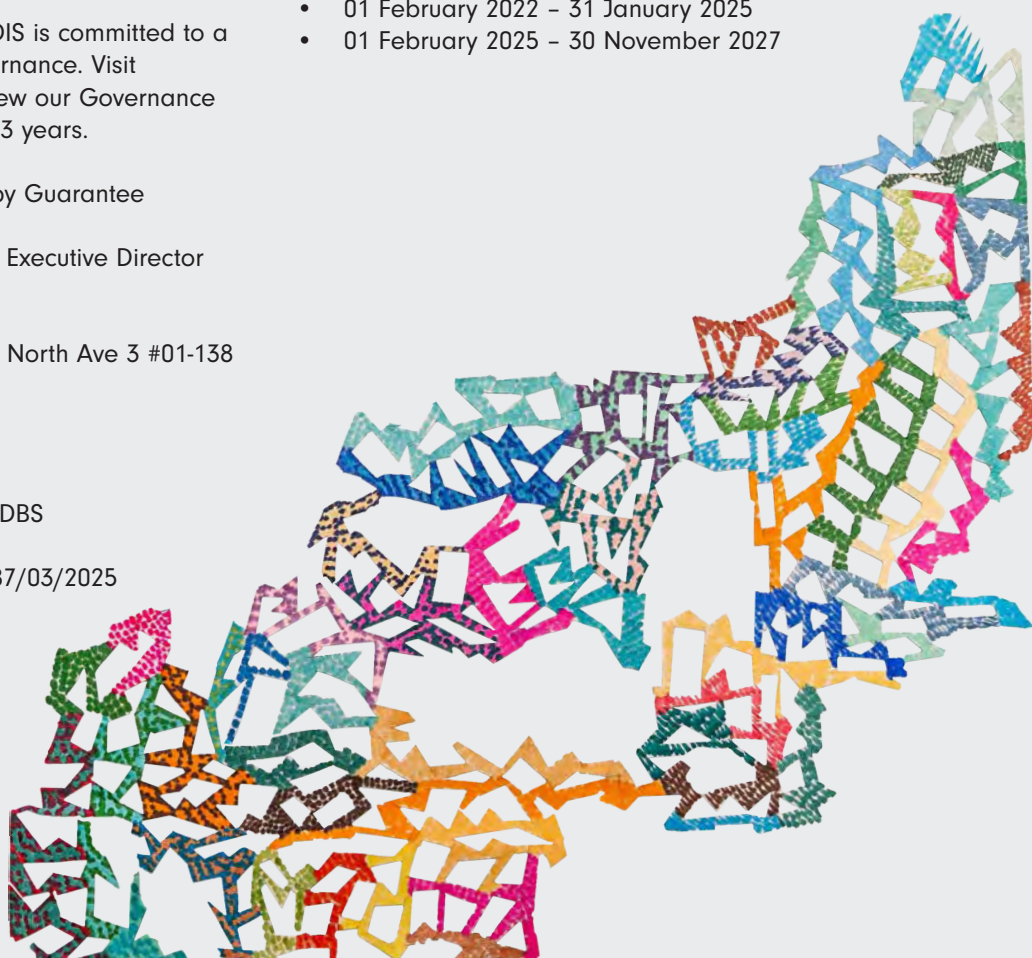 DIS is committed to a
ernance. Visit
ew our Governance
3 years.
by Guarantee
Executive Director
North Ave 3 #01-138
DBS
37/03/2025
• 01 February 2022 – 31 January 2025
• 01 February 2025 – 30 November 2027